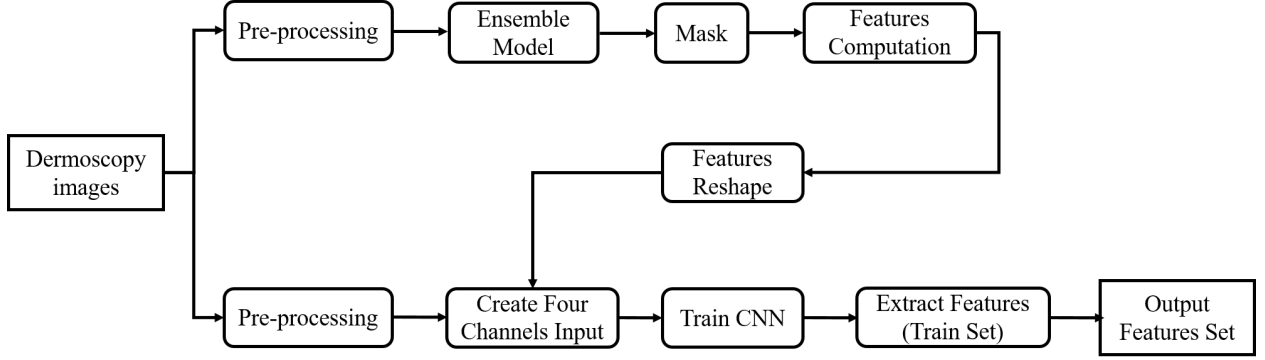 Pre-processing
Ensemble
Model
Mask
Features
Computation
Dermoscopy
images
Features
Reshape
Pre-processing
Create Four
Channels Input
Train CNN
Extract Features
(Train Set)
Output
Features Set